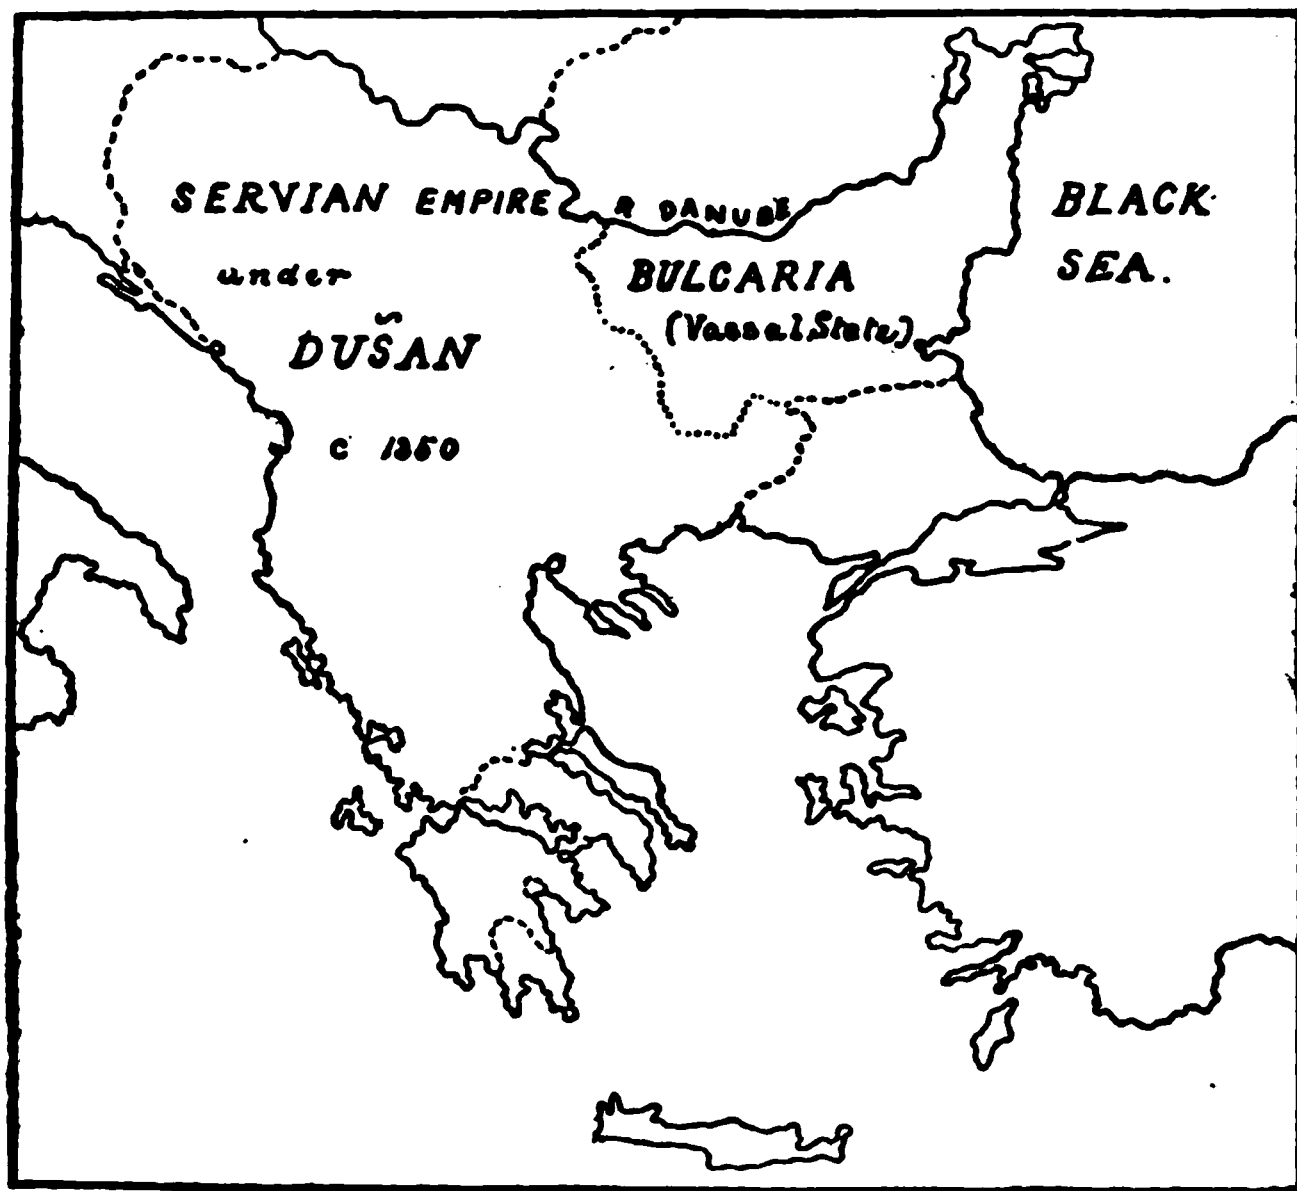 SERVIAN EMPIRE
under
DUŠAN
c 1350
R DANUBE
BULGARIA
(Vassal State)
BLACK
SEA.